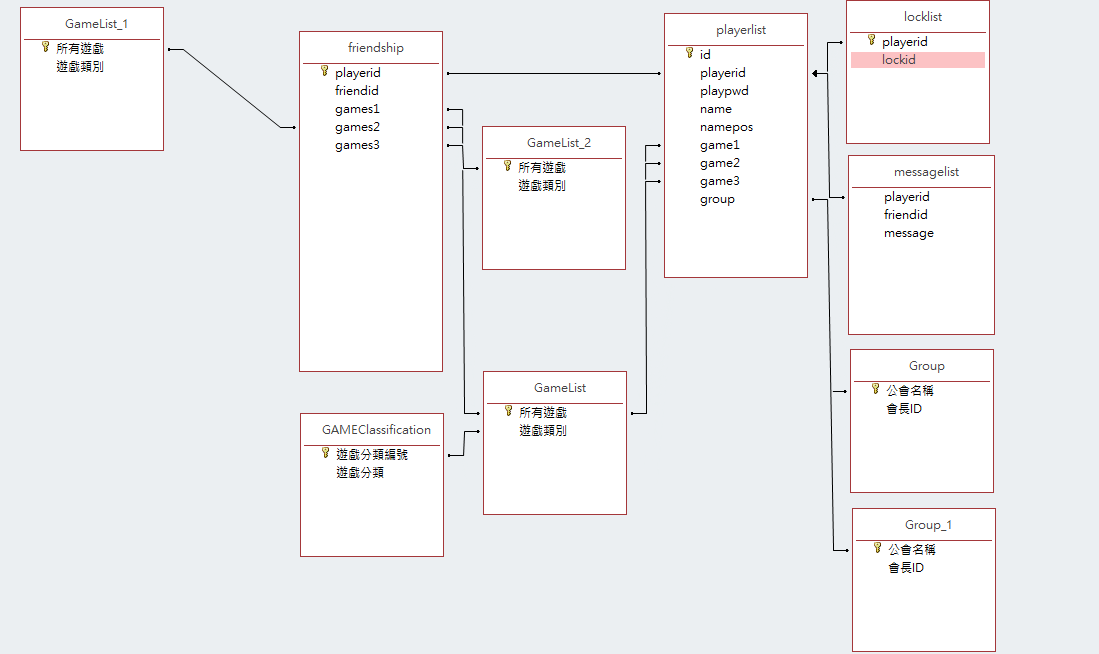 GameList_1
所有遊戲
遊戲類別
friendship
playerid
friendid
games1
games2
games3
GameList_2
所有遊戲
遊戲類別
playerlist
id
playerid
playpwd
name
namepos
game1
game2
game3
group
locklist
playerid
lockid
messagelist
playerid
friendid
message
GAMEClassification
遊戲分類編號
遊戲分類
GameList
所有遊戲
遊戲類別
Group
公會名稱
會長ID
Group_1
公會名稱
會長ID